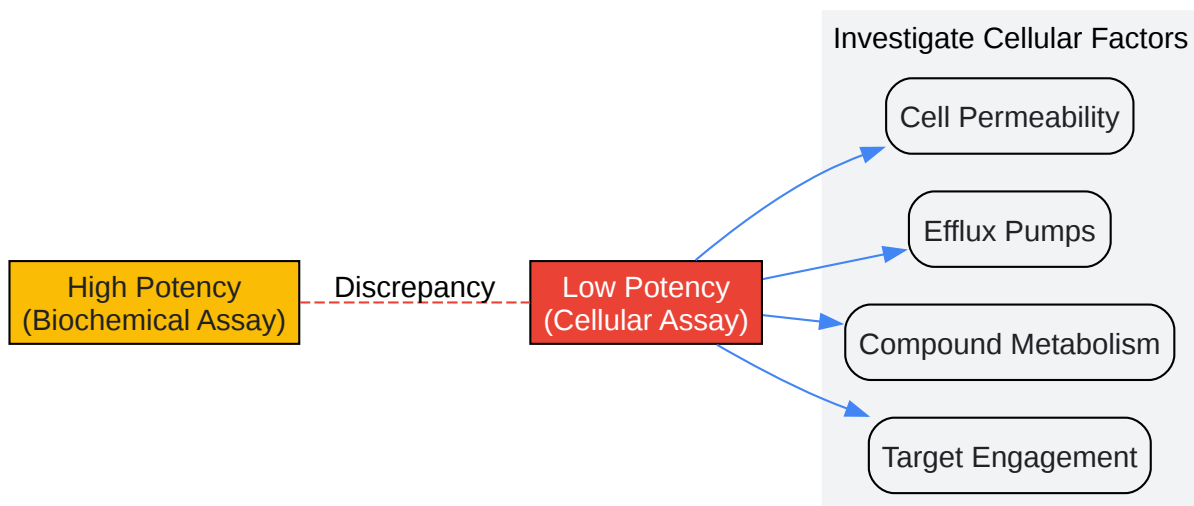 Investigate Cellular Factors
Cell Permeability
Efflux Pumps
High Potency
(Biochemical Assay)
Discrepancy
Low Potency
(Cellular Assay)
Compound Metabolism
Target Engagement